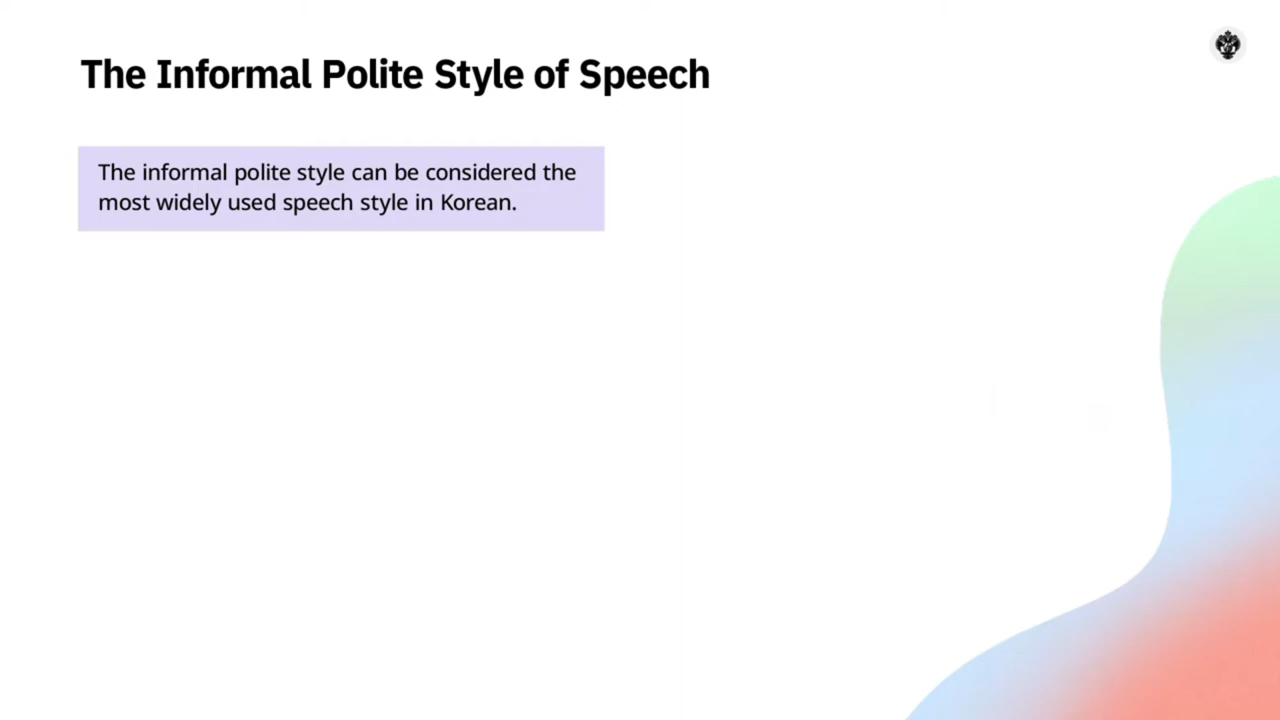 The Informal Polite Style of Speech
The informal polite style can be considered the
most widely used speech style in Korean.